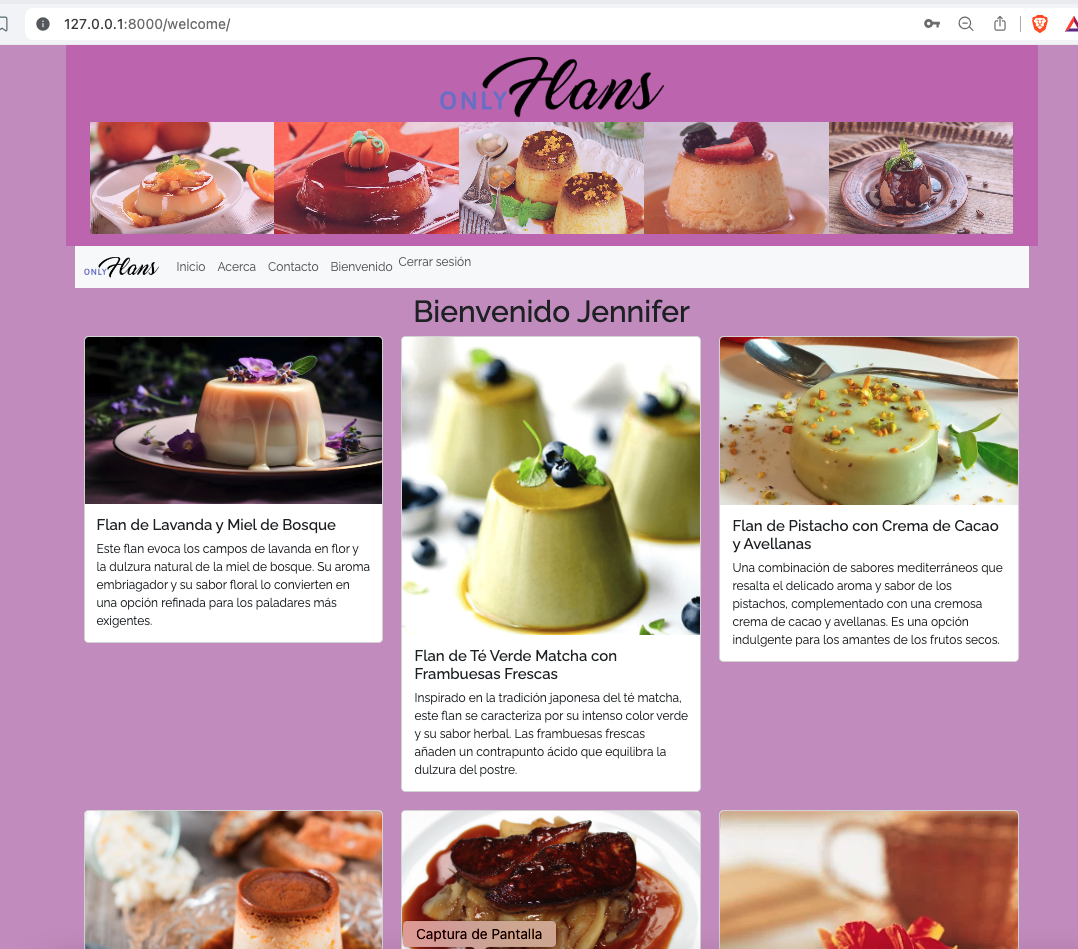 127.0.0.1:8000/welcome/
ONLY Flans
ONLY Flans Inicio Acerca Contacto Bienvenido Cerrar sesión
Bienvenido Jennifer
Flan de Lavanda y Miel de Bosque
Este flan evoca los campos de lavanda en flor y
la dulzura natural de la miel de bosque. Su aroma
embriagador y su sabor floral lo convierten en
una opción refinada para los paladares más
exigentes.
Flan de Té Verde Matcha con
Frambuesas Frescas
Inspirado en la tradición japonesa del té matcha,
este flan se caracteriza por su intenso color verde
y su sabor herbal. Las frambuesas frescas
añaden un contrapunto ácido que equilibra la
dulzura del postre.
Flan de Pistacho con Crema de Cacao
y Avellanas
Una combinación de sabores mediterráneos que
resalta el delicado aroma y sabor de los
pistachos, complementado con una cremosa
crema de cacao y avellanas. Es una opción
indulgente para los amantes de los frutos secos.
Captura de Pantalla